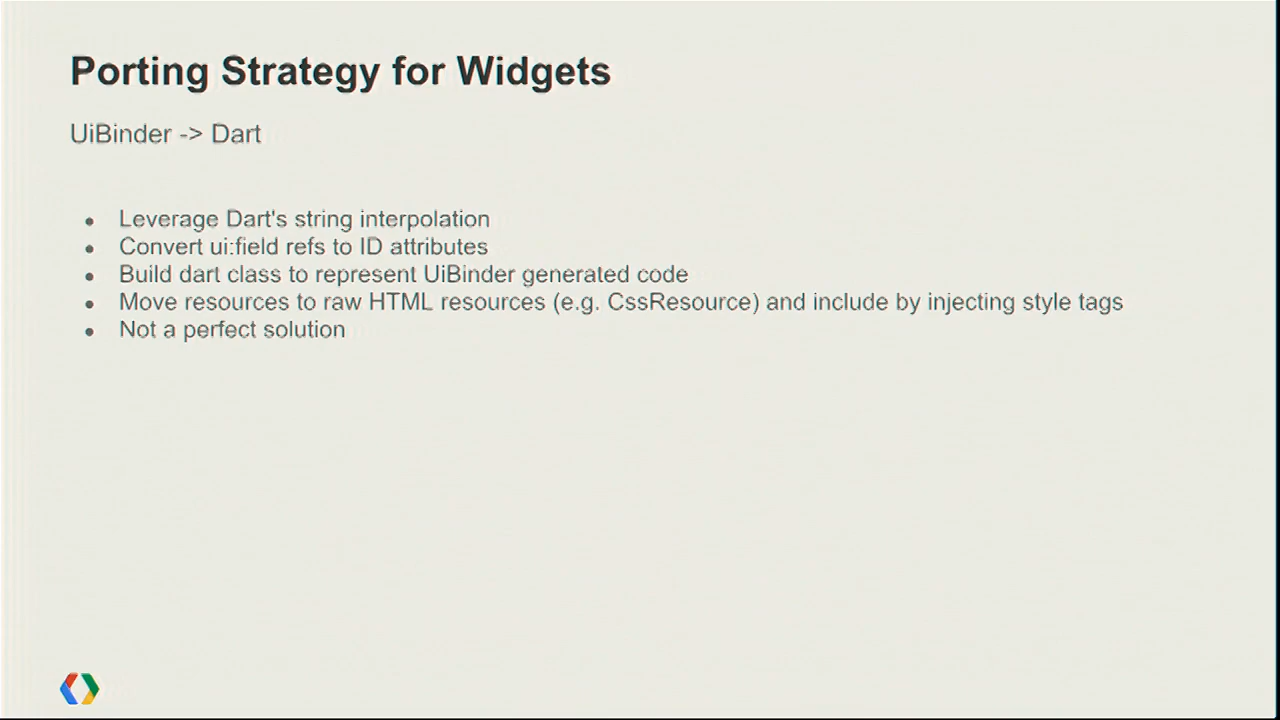 Porting Strategy for Widgets
UiBinder -> Dart
● Leverage Dart's string interpolation
● Convert ui:field refs to ID attributes
● Build dart class to represent UiBinder generated code
● Move resources to raw HTML resources (e.g. CssResource) and include by injecting style tags
● Not a perfect solution